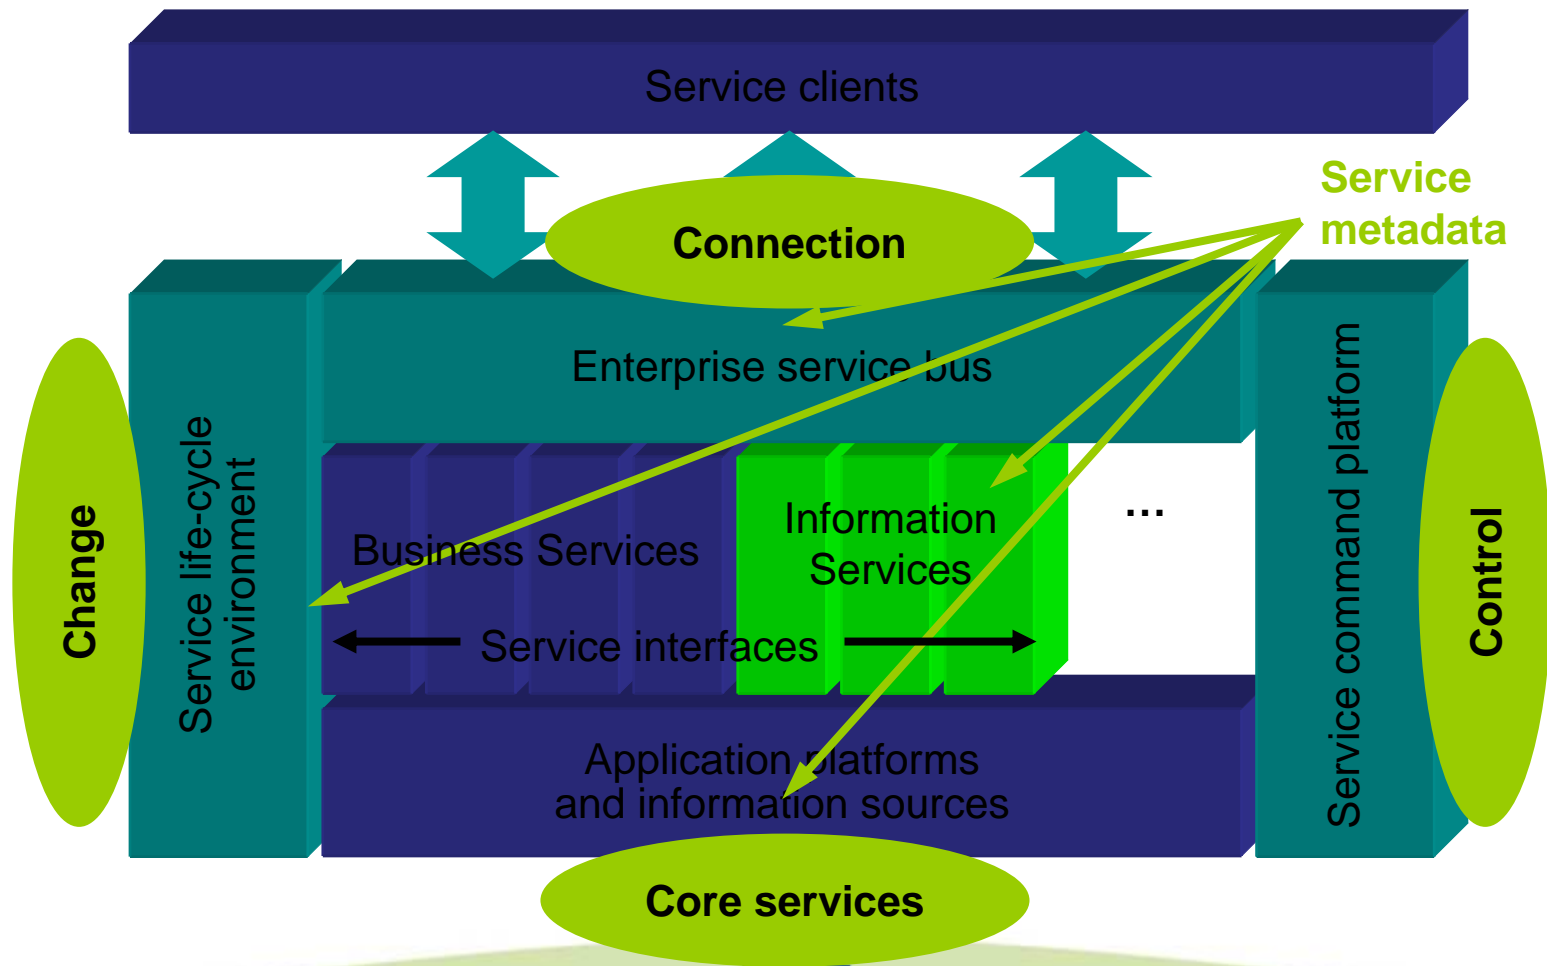 Service clients
Service
metadata
Connection
Enterprise service bus
Change
Service life-cycle
environment
Business Services
Information
Services
...
Service interfaces
Service command platform
Control
Application platforms
and information sources
Core services